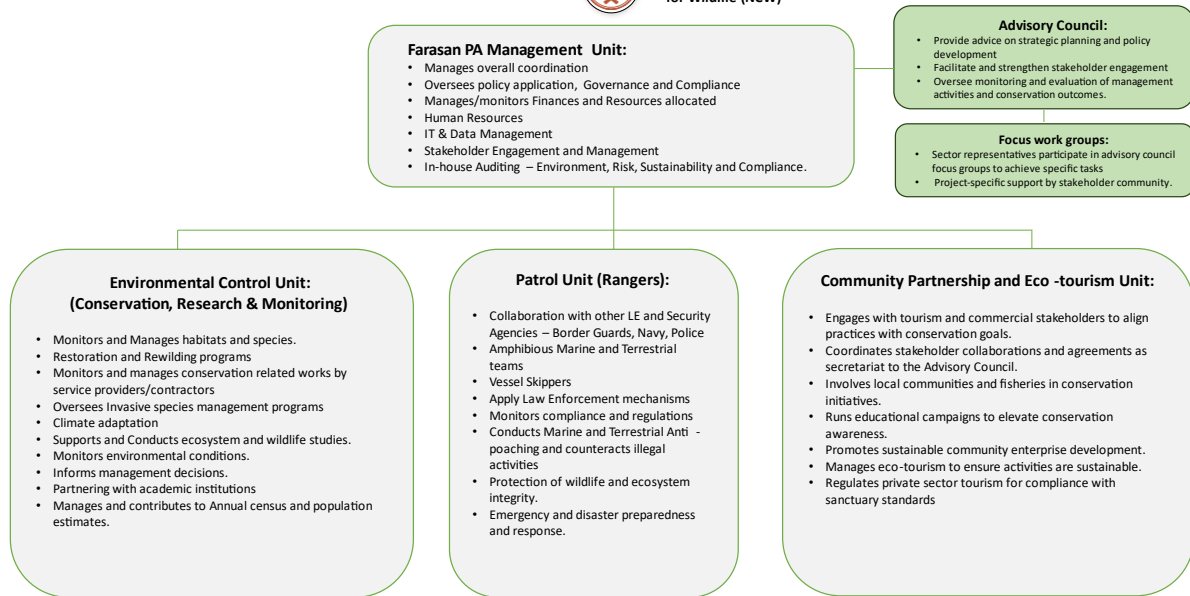 for Wildlife (NCW)
Farasan PA Management Unit:
• Manages overall coordination
• Oversees policy application, Governance and Compliance
• Manages/monitors Finances and Resources allocated
• Human Resources
• IT & Data Management
• Stakeholder Engagement and Management
• In-house Auditing – Environment, Risk, Sustainability and Compliance.
Advisory Council:
• Provide advice on strategic planning and policy
development
• Facilitate and strengthen stakeholder engagement
• Oversee monitoring and evaluation of management
activities and conservation outcomes.
Focus work groups:
• Sector representatives participate in advisory council
focus groups to achieve specific tasks
• Project-specific support by stakeholder community.
Environmental Control Unit:
(Conservation, Research & Monitoring)
• Monitors and Manages habitats and species.
• Restoration and Rewilding programs
• Monitors and manages conservation related works by
service providers/contractors
• Oversees Invasive species management programs
• Climate adaptation
• Supports and Conducts ecosystem and wildlife studies.
• Monitors environmental conditions.
• Informs management decisions.
• Partnering with academic institutions
• Manages and contributes to Annual census and population
estimates.
Patrol Unit (Rangers):
• Collaboration with other LE and Security
Agencies – Border Guards, Navy, Police
• Amphibious Marine and Terrestrial
teams
• Vessel Skippers
• Apply Law Enforcement mechanisms
• Monitors compliance and regulations
• Conducts Marine and Terrestrial Anti -
poaching and counteracts illegal
activities
• Protection of wildlife and ecosystem
integrity.
• Emergency and disaster preparedness
and response.
Community Partnership and Eco -tourism Unit:
• Engages with tourism and commercial stakeholders to align
practices with conservation goals.
• Coordinates stakeholder collaborations and agreements as
secretariat to the Advisory Council.
• Involves local communities and fisheries in conservation
initiatives.
• Runs educational campaigns to elevate conservation
awareness.
• Promotes sustainable community enterprise development.
• Manages eco-tourism to ensure activities are sustainable.
• Regulates private sector tourism for compliance with
sanctuary standards